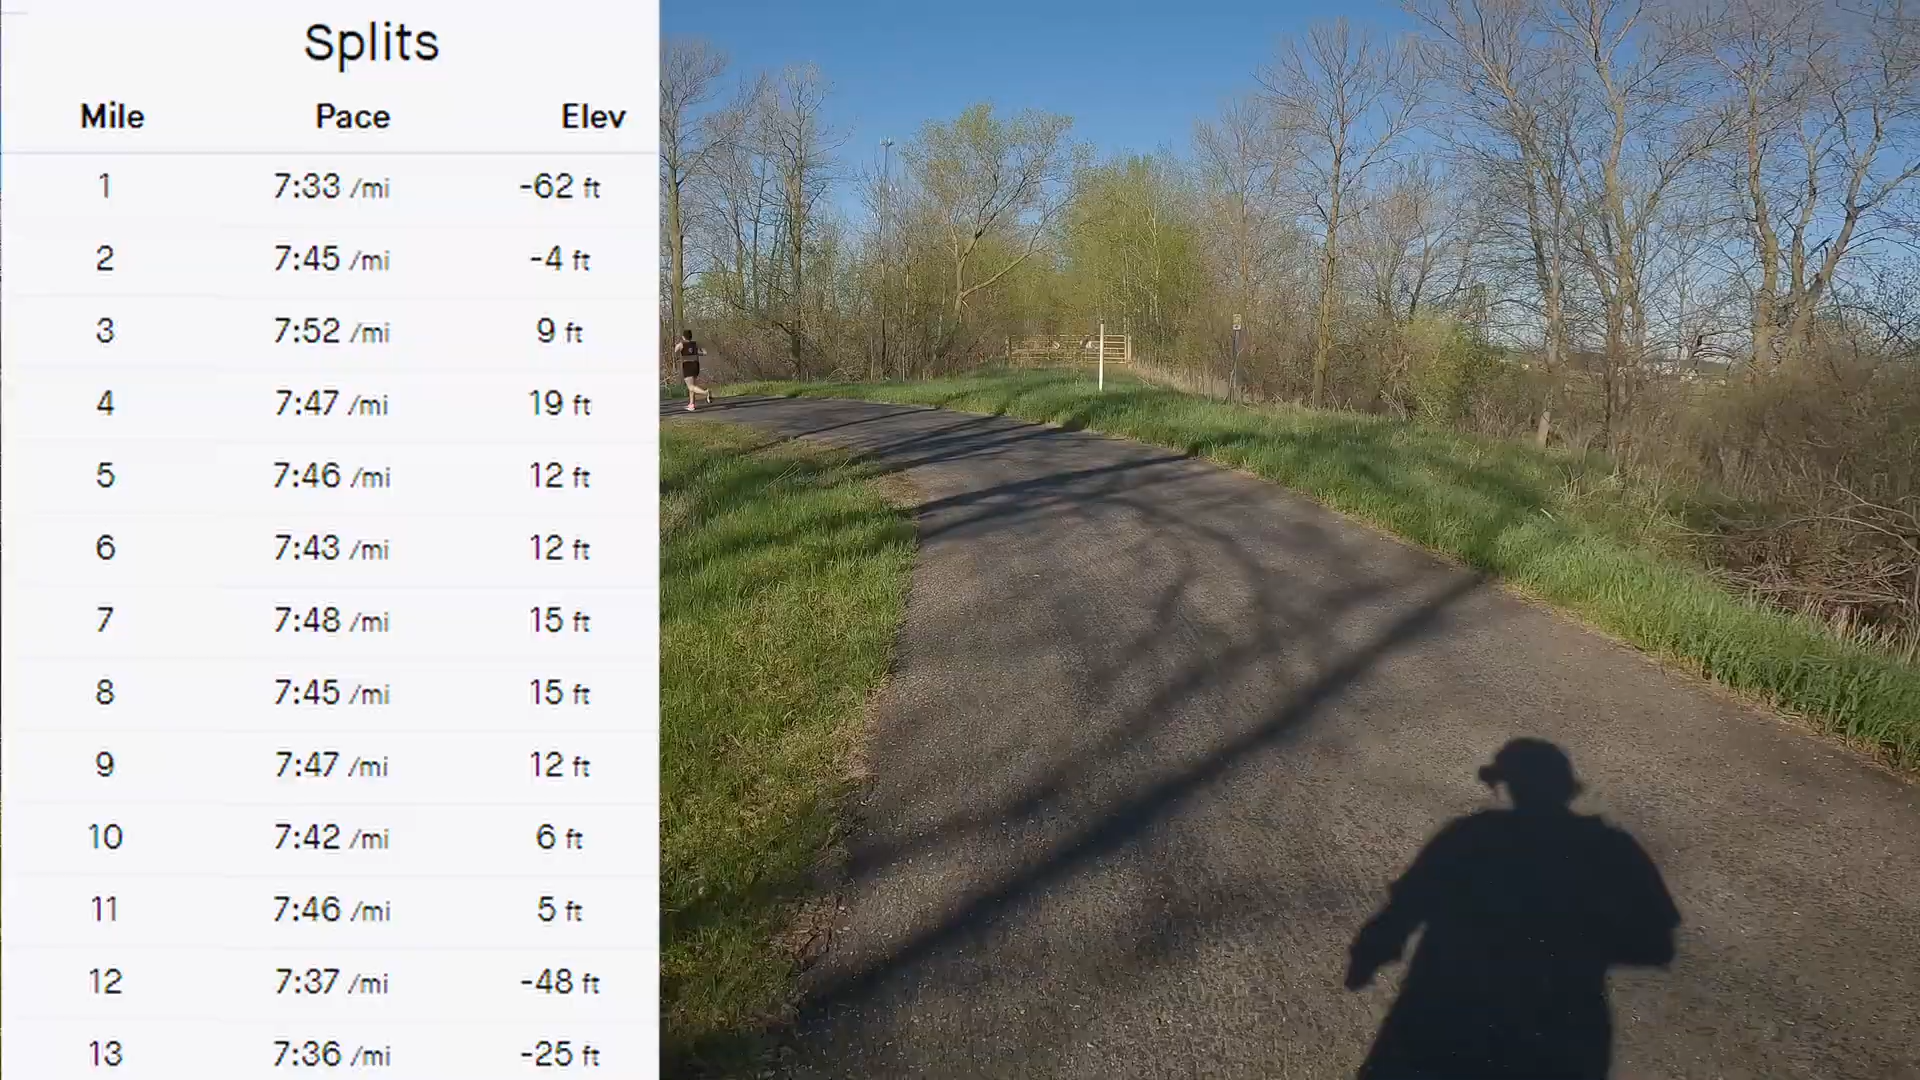 Splits
Mile Pace Elev
1 7:33 /mi -62 ft
2 7:45 /mi -4 ft
3 7:52 /mi 9 ft
4 7:47 /mi 19 ft
5 7:46 /mi 12 ft
6 7:43 /mi 12 ft
7 7:48 /mi 15 ft
8 7:45 /mi 15 ft
9 7:47 /mi 12 ft
10 7:42 /mi 6 ft
11 7:46 /mi 5 ft
12 7:37 /mi -48 ft
13 7:36 /mi -25 ft